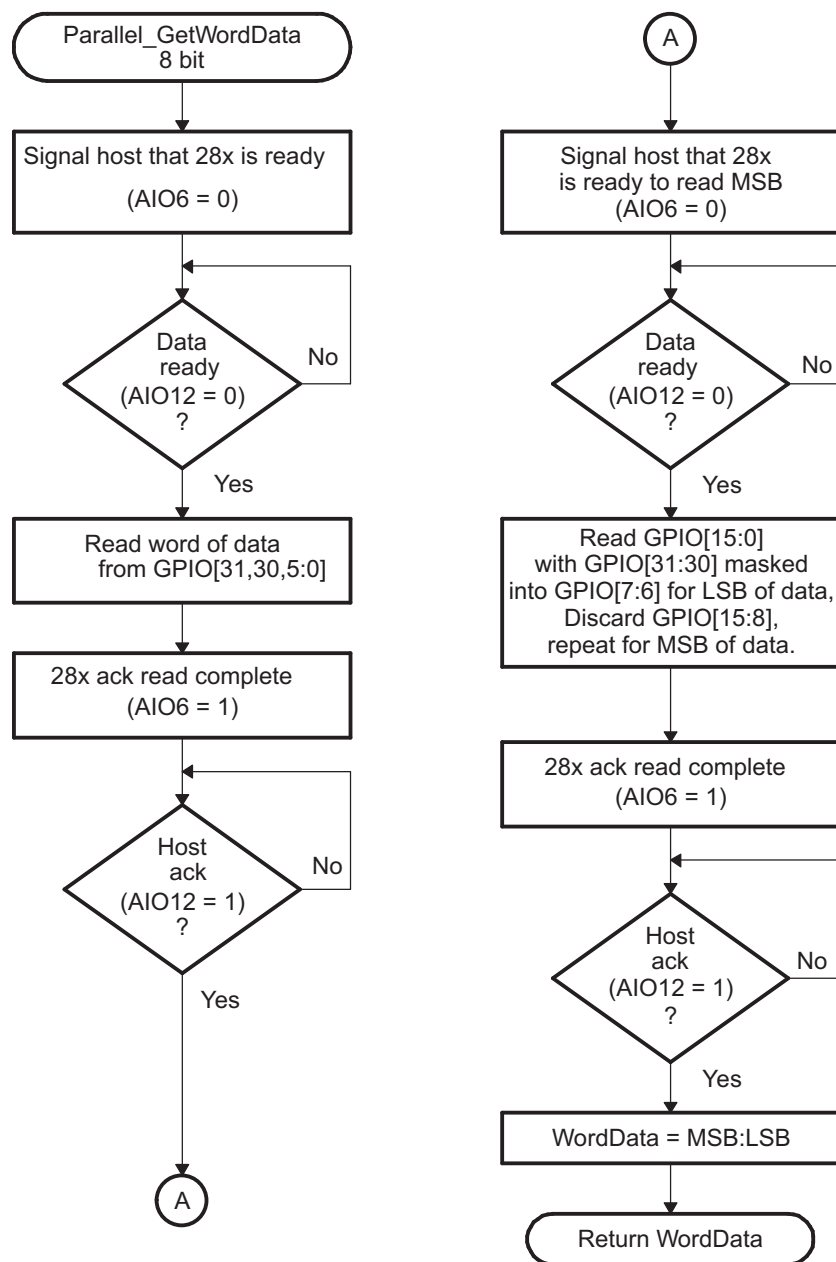 Parallel_GetWordData
8 bit
Signal host that 28x is ready
(AIO6 = 0)
Data
ready
(AIO12 = 0)
?
No
Yes
Read word of data
from GPIO[31,30,5:0]
28x ack read complete
(AIO6 = 1)
Host
ack
(AIO12 = 1)
?
No
Yes
A
A
Signal host that 28x
is ready to read MSB
(AIO6 = 0)
Data
ready
(AIO12 = 0)
?
No
Yes
Read GPIO[15:0]
with GPIO[31:30] masked
into GPIO[7:6] for LSB of data,
Discard GPIO[15:8],
repeat for MSB of data.
28x ack read complete
(AIO6 = 1)
Host
ack
(AIO12 = 1)
?
No
Yes
WordData = MSB:LSB
Return WordData